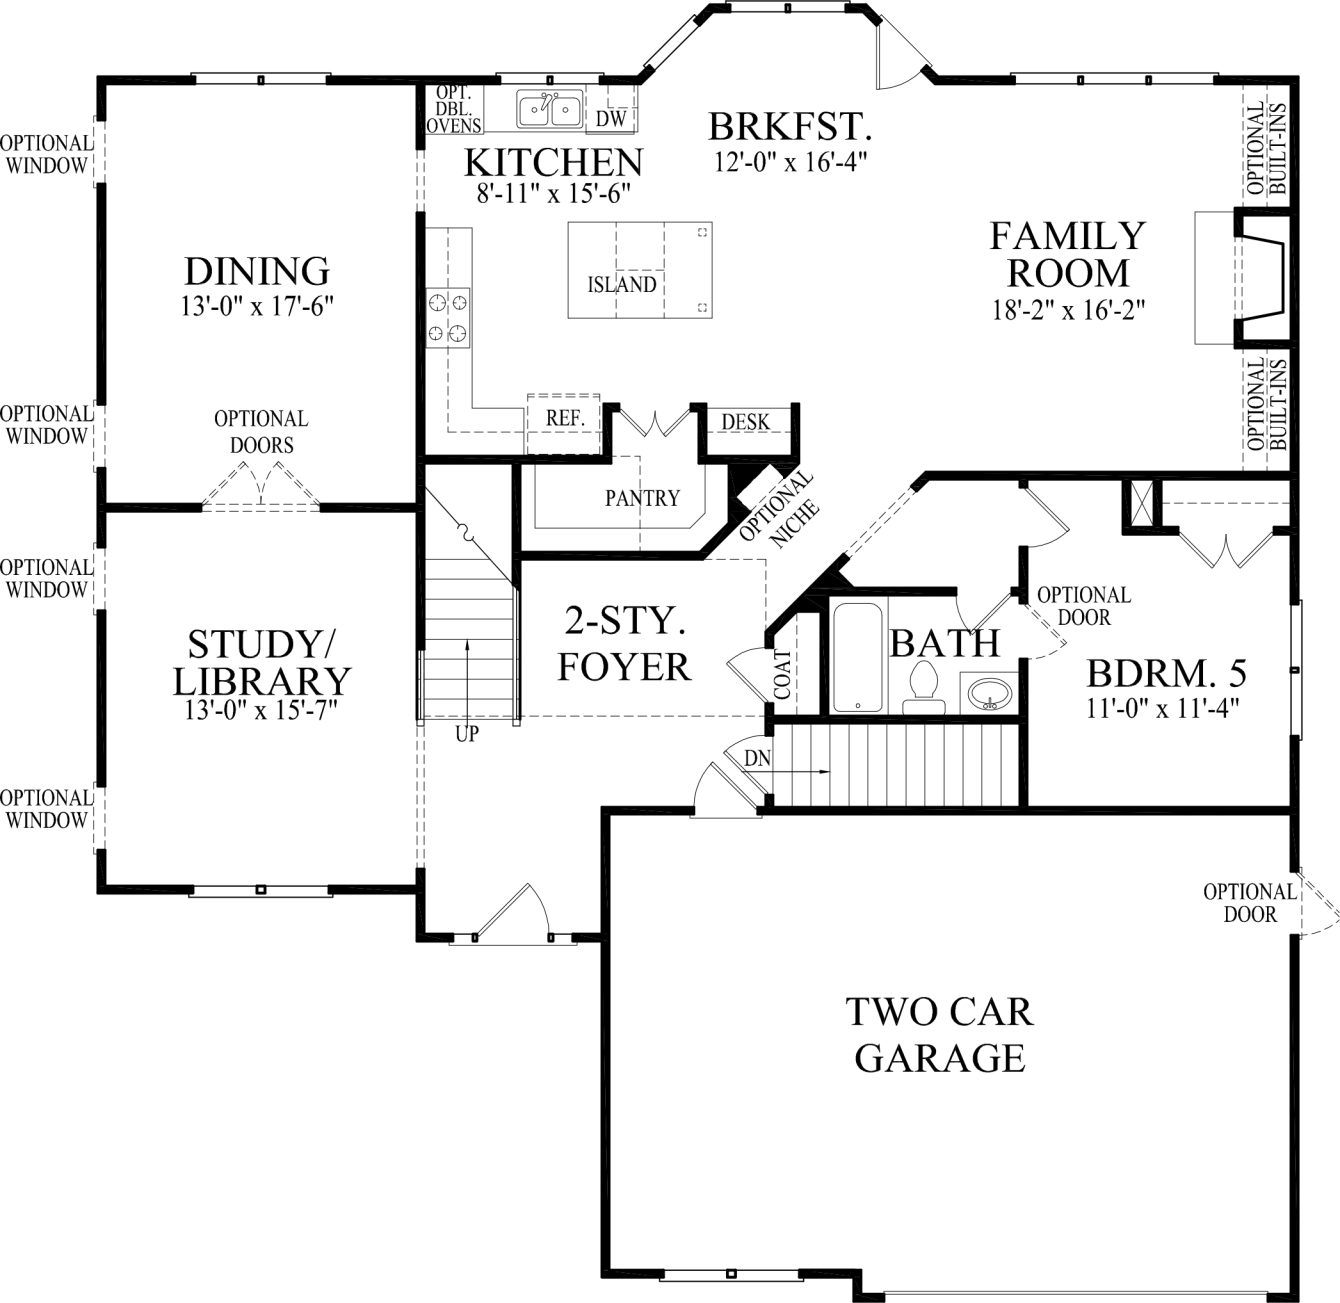 OPT.
DBL.
OVENS
DW
BRKFST.
12'-0" x 16'-4"
KITCHEN
8'-11" x 15'-6"
OPTIONAL
WINDOW
OPTIONAL
BUILT-INS
FAMILY
ROOM
18'-2" x 16'-2"
DINING
13'-0" x 17'-6"
ISLAND
OPTIONAL
WINDOW
OPTIONAL
DOORS
REF.
DESK
OPTIONAL
BUILT-INS
PANTRY
OPTIONAL
NICHE
OPTIONAL
WINDOW
STUDY/
LIBRARY
13'-0" x 15'-7"
2-STY.
FOYER
COAT
BATH
OPTIONAL
DOOR
BDRM. 5
11'-0" x 11'-4"
UP
DN
OPTIONAL
WINDOW
OPTIONAL
DOOR
TWO CAR
GARAGE